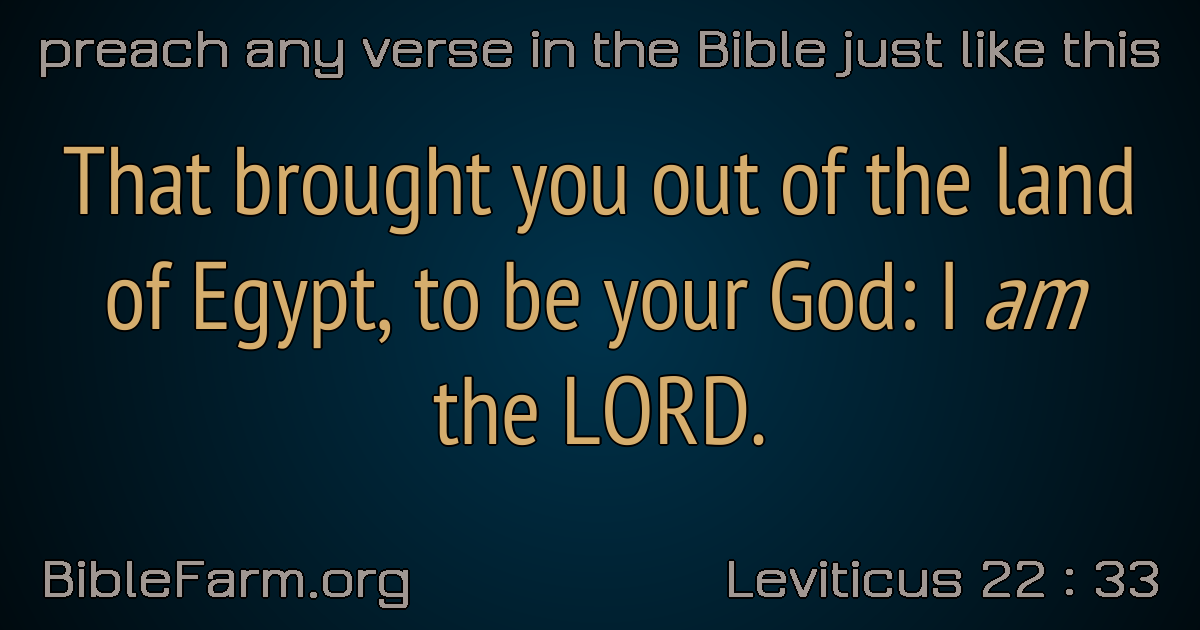 preach any verse in the Bible just like this
That brought you out of the land
of Egypt, to be your God: I am
the LORD.
BibleFarm.org
Leviticus 22 : 33